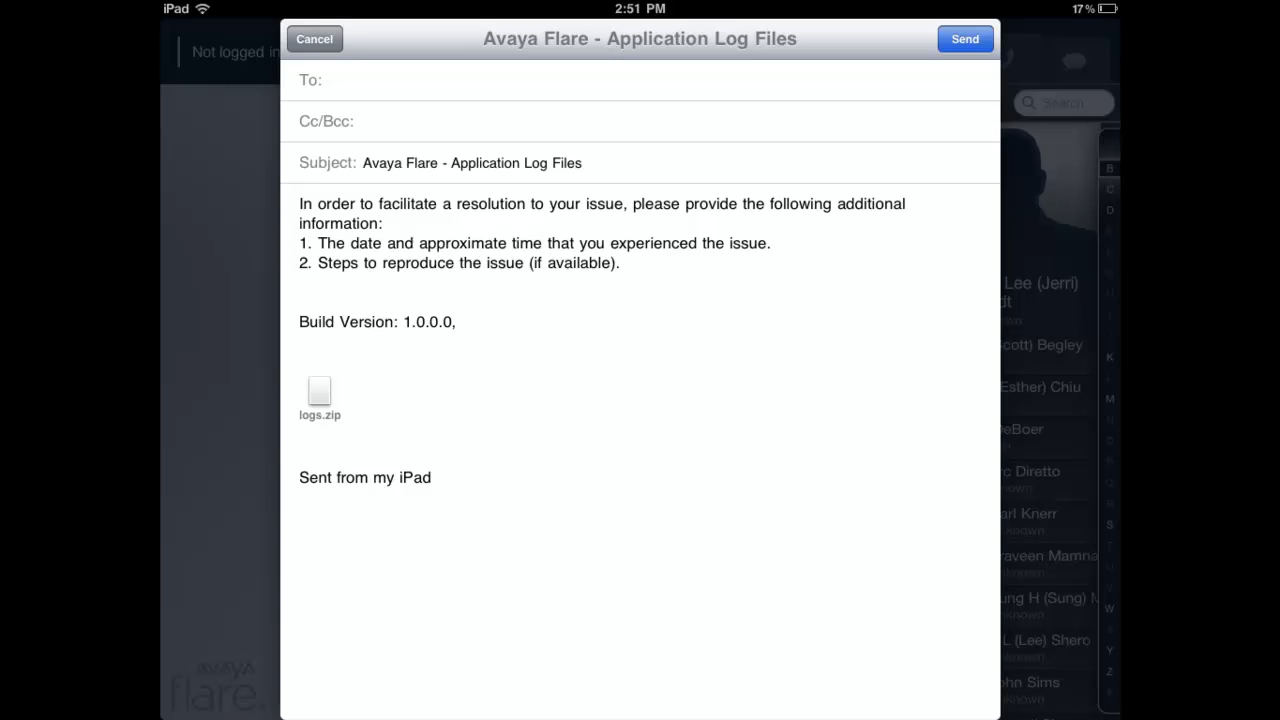 iPad 2:51 PM 17%
Not logged in
Cancel Avaya Flare - Application Log Files Send
To:
Search
Cc/Bcc:
Subject: Avaya Flare - Application Log Files
In order to facilitate a resolution to your issue, please provide the following additional
information:
1. The date and approximate time that you experienced the issue.
2. Steps to reproduce the issue (if available).
B
C
D
Lee (Jerri)
dt
Build Version: 1.0.0.0,
cott) Begley
K
Esther) Chiu
M
logs.zip
DeBoer
rc Diretto
Sent from my iPad
arl Knerr
S
raveen Mamna
ung H (Sung) M
W
L (Lee) Shero
Y
Z
ohn Sims
AVAYA
flare